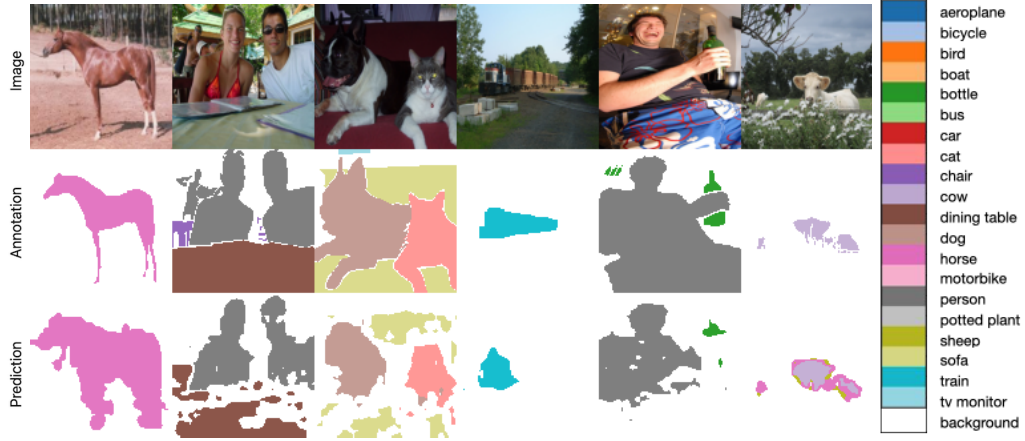 Image
Annotation
Prediction
aeroplane
bicycle
bird
boat
bottle
bus
car
cat
chair
cow
dining table
dog
horse
motorbike
person
potted plant
sheep
sofa
train
tv monitor
background